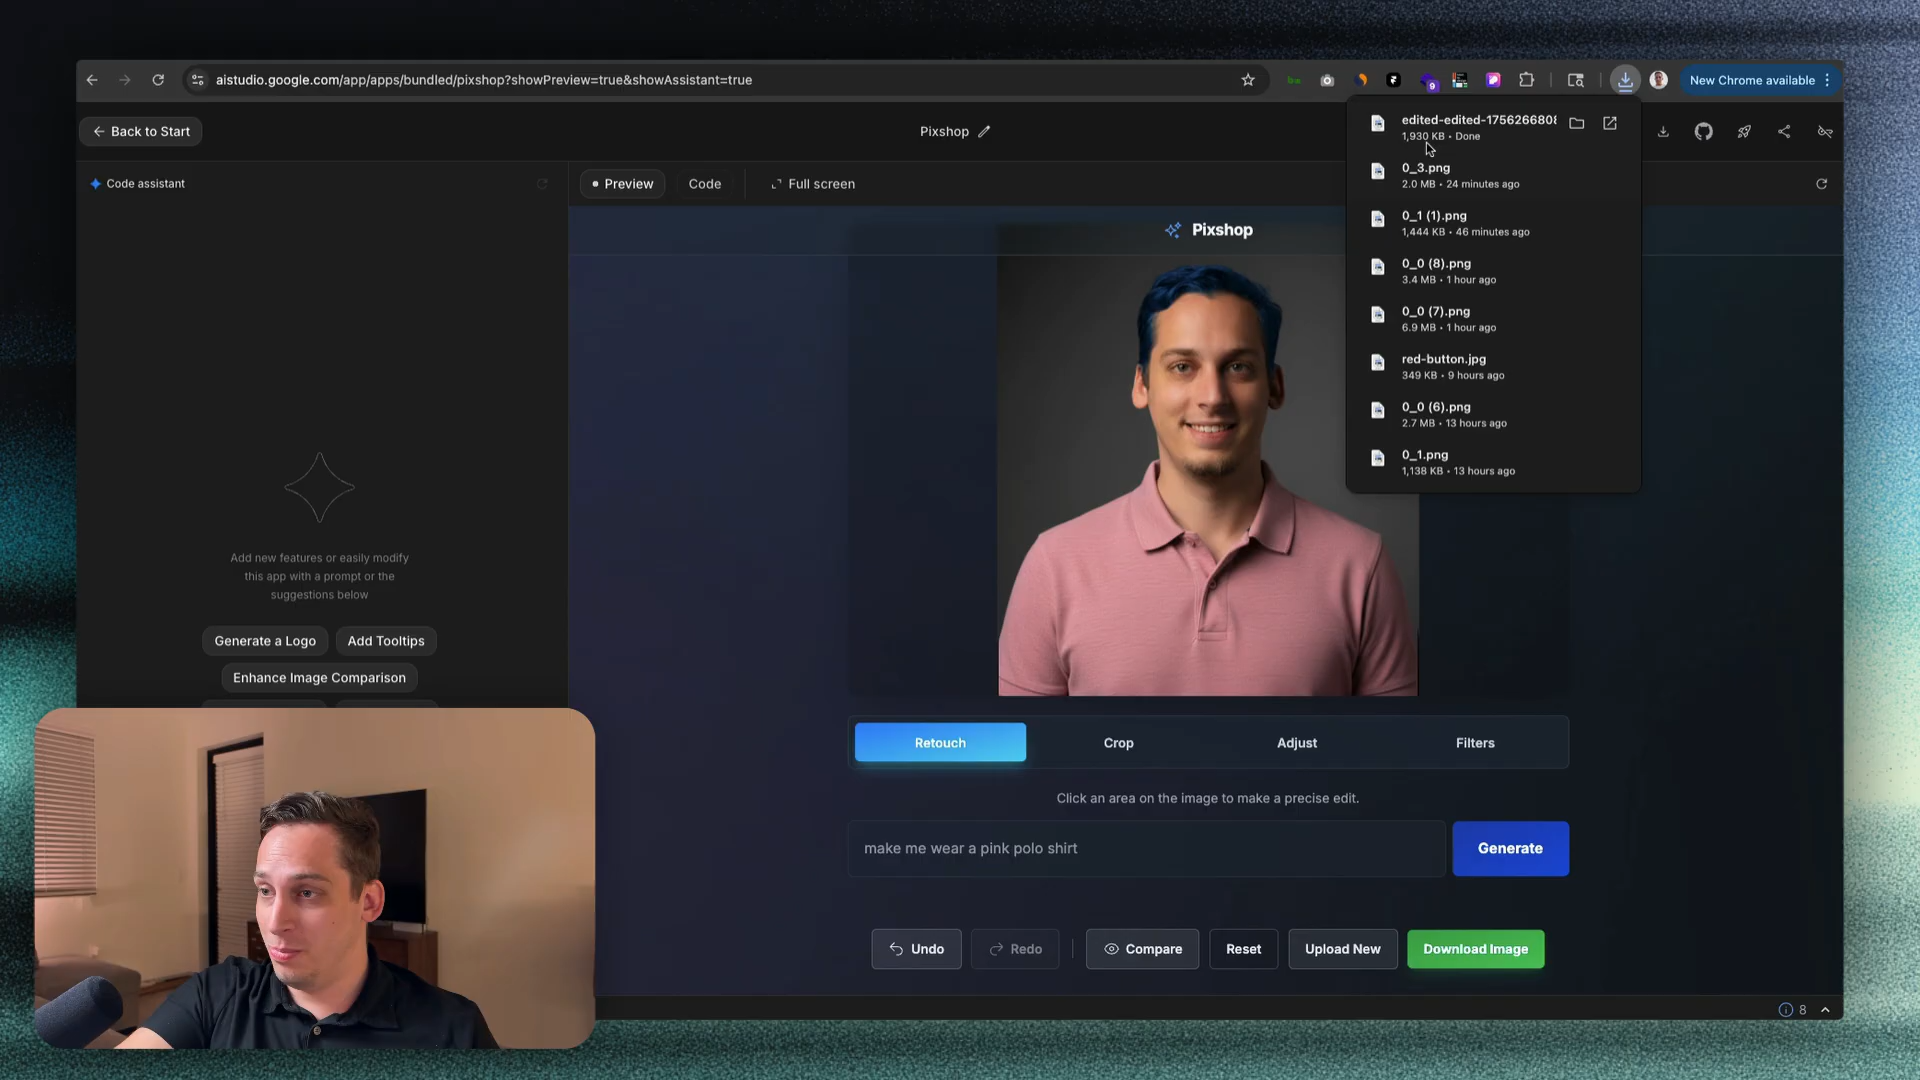 aistudio.google.com/app/apps/bundled/pixshop?showPreview=true&showAssistant=true
9
New Chrome available
Back to Start
Pixshop
edited-edited-1756266808
1,930 KB • Done
0_3.png
2.0 MB • 24 minutes ago
0_1 (1).png
1,444 KB • 46 minutes ago
0_0 (8).png
3.4 MB • 1 hour ago
0_0 (7).png
6.9 MB • 1 hour ago
red-button.jpg
349 KB • 9 hours ago
0_0 (6).png
2.7 MB • 13 hours ago
0_1.png
1,138 KB • 13 hours ago
Code assistant
Preview
Code
Full screen
Pixshop
Add new features or easily modify
this app with a prompt or the
suggestions below
Generate a Logo
Add Tooltips
Enhance Image Comparison
Retouch
Crop
Adjust
Filters
Click an area on the image to make a precise edit.
make me wear a pink polo shirt
Generate
Undo
Redo
Compare
Reset
Upload New
Download Image
8